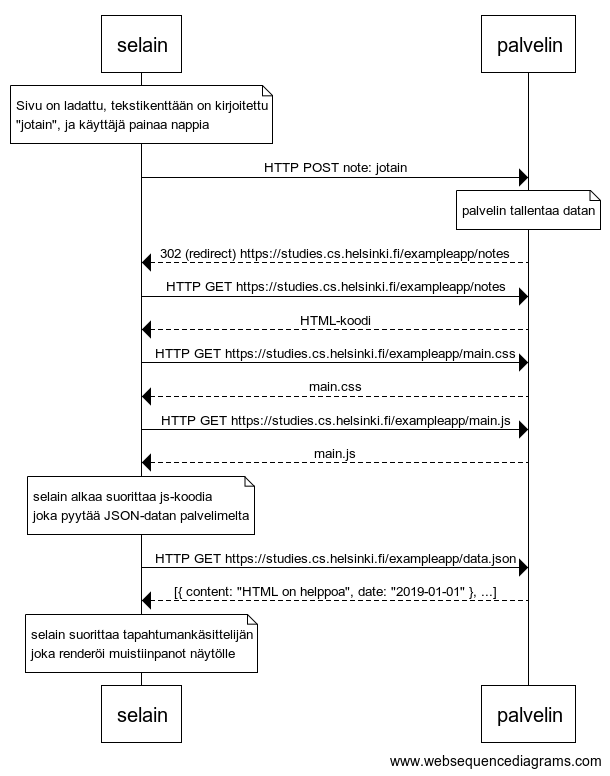 selain
palvelin
Sivu on ladattu, tekstikenttään on kirjoitettu
"jotain", ja käyttäjä painaa nappia
HTTP POST note: jotain
palvelin tallentaa datan
302 (redirect) https://studies.cs.helsinki.fi/exampleapp/notes
HTTP GET https://studies.cs.helsinki.fi/exampleapp/notes
HTML-koodi
HTTP GET https://studies.cs.helsinki.fi/exampleapp/main.css
main.css
HTTP GET https://studies.cs.helsinki.fi/exampleapp/main.js
main.js
selain alkaa suorittaa js-koodia
joka pyytää JSON-datan palvelimelta
HTTP GET https://studies.cs.helsinki.fi/exampleapp/data.json
[{ content: "HTML on helppoa", date: "2019-01-01" }, ...]
selain suorittaa tapahtumankäsittelijän
joka renderöi muistiinpanot näytölle
selain
palvelin
www.websequencediagrams.com